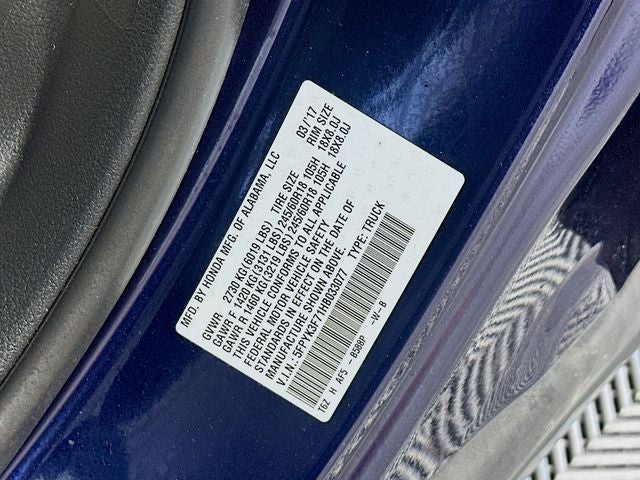 MFD. BY HONDA MFG. OF ALABAMA, LLC 03/'17
GVWR 2730 KG(6019 LBS) TIRE SIZE RIM SIZE
GAWR F 1420 KG(3131 LBS) 245/60R18 105H 18X8.0J
GAWR R 1460 KG(3219 LBS) 245/60R18 105H 18X8.0J
THIS VEHICLE CONFORMS TO ALL APPLICABLE
FEDERAL MOTOR VEHICLE SAFETY
STANDARDS IN EFFECT ON THE DATE OF
MANUFACTURE SHOWN ABOVE.
V.I.N.: 5FPYK3F71HB033077 TYPE: TRUCK
T6Z H AF5 - B588P -W-B